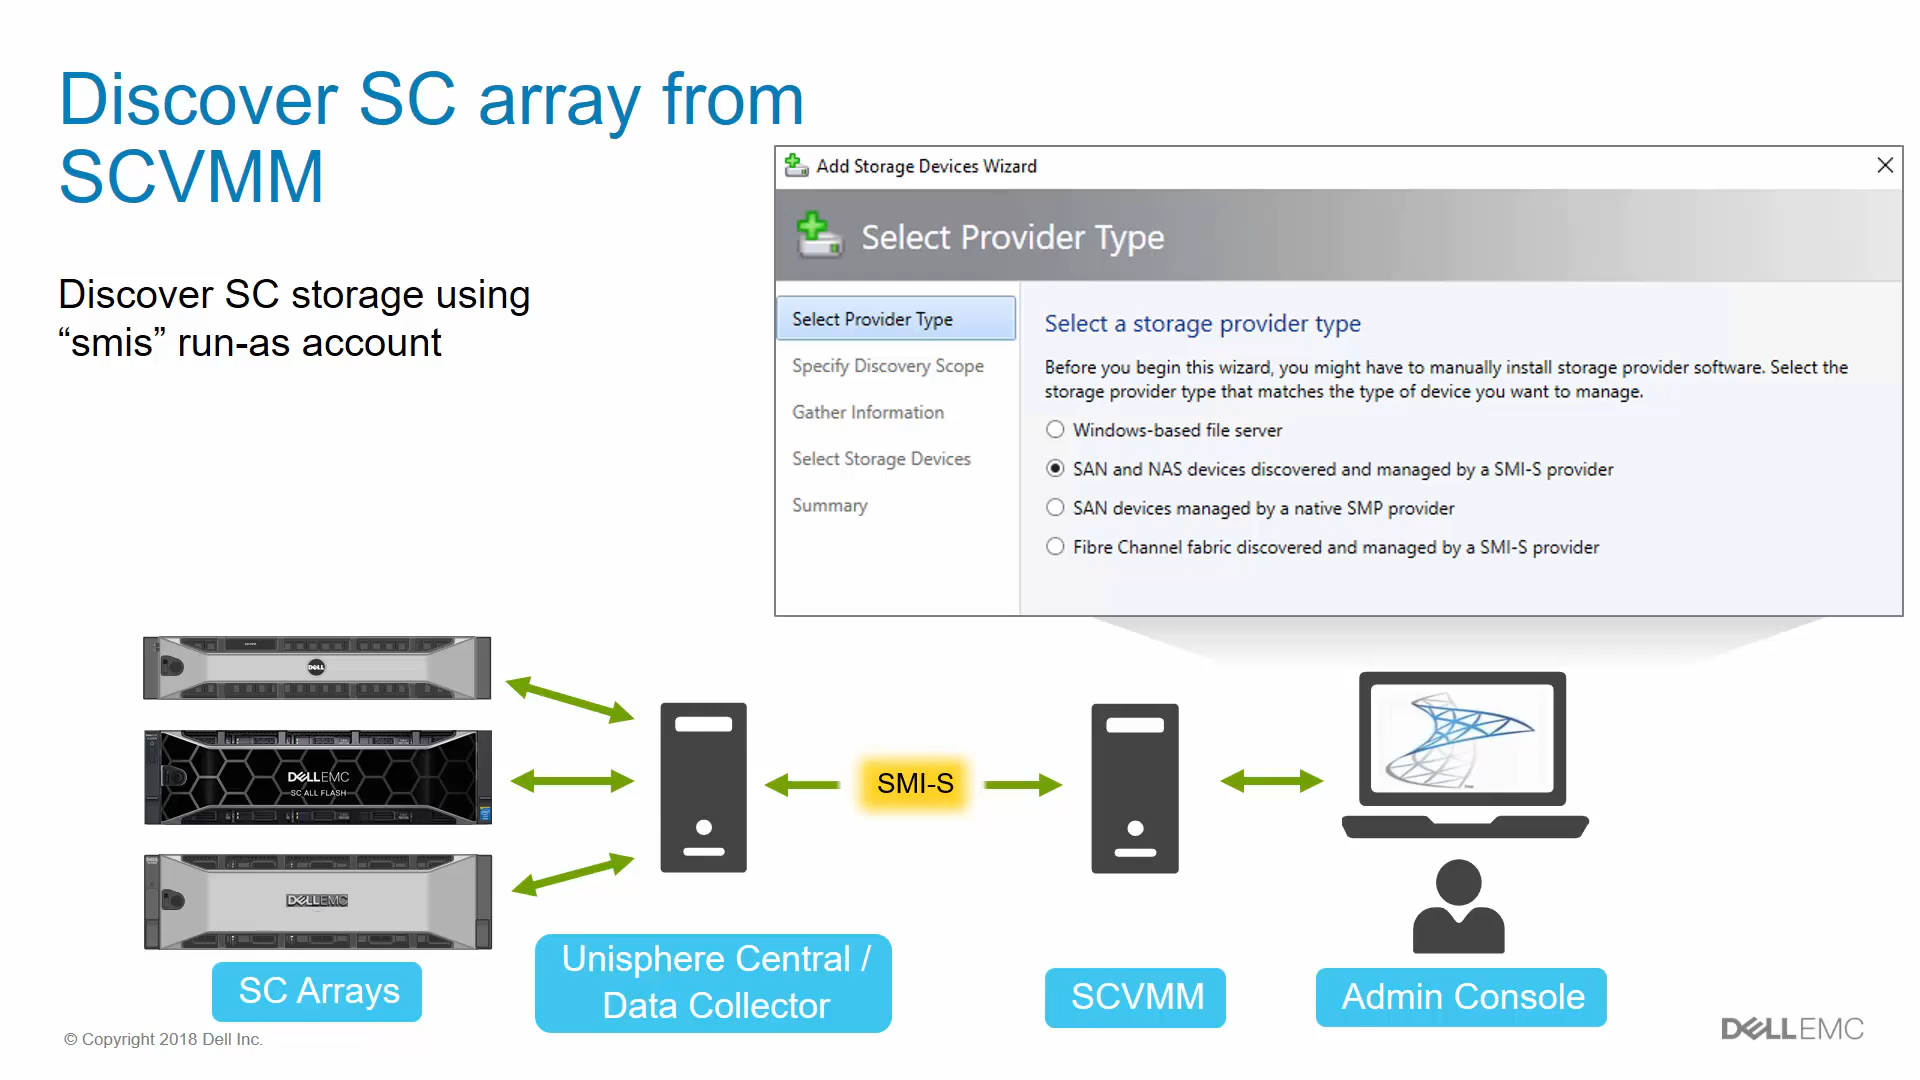 Discover SC array from
SCVMM
Discover SC storage using
“smis” run-as account
Add Storage Devices Wizard
Select Provider Type
Select Provider Type
Specify Discovery Scope
Gather Information
Select Storage Devices
Summary
Select a storage provider type
Before you begin this wizard, you might have to manually install storage provider software. Select the
storage provider type that matches the type of device you want to manage.
Windows-based file server
SAN and NAS devices discovered and managed by a SMI-S provider
SAN devices managed by a native SMP provider
Fibre Channel fabric discovered and managed by a SMI-S provider
DELL
DELLEMC
SC ALL FLASH
DELLEMC
SMI-S
SC Arrays
Unisphere Central /
Data Collector
SCVMM
Admin Console
© Copyright 2018 Dell Inc.
DELLEMC